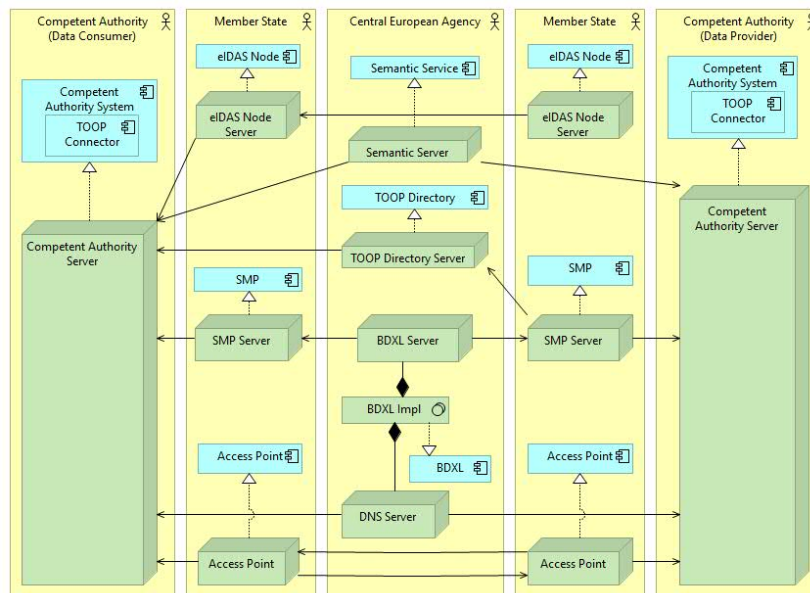 Competent Authority
(Data Consumer)
Member State
Central European Agency
Member State
Competent Authority
(Data Provider)
eIDAS Node
Semantic Service
eIDAS Node
Competent
Authority System
TOOP
Connector
Competent
Authority System
TOOP
Connector
eIDAS Node
Server
eIDAS Node
Server
Semantic Server
TOOP Directory
Competent Authority
Server
TOOP Directory Server
Competent
Authority Server
SMP
SMP
SMP Server
BDXL Server
SMP Server
BDXL Impl
Access Point
BDXL
Access Point
DNS Server
Access Point
Access Point